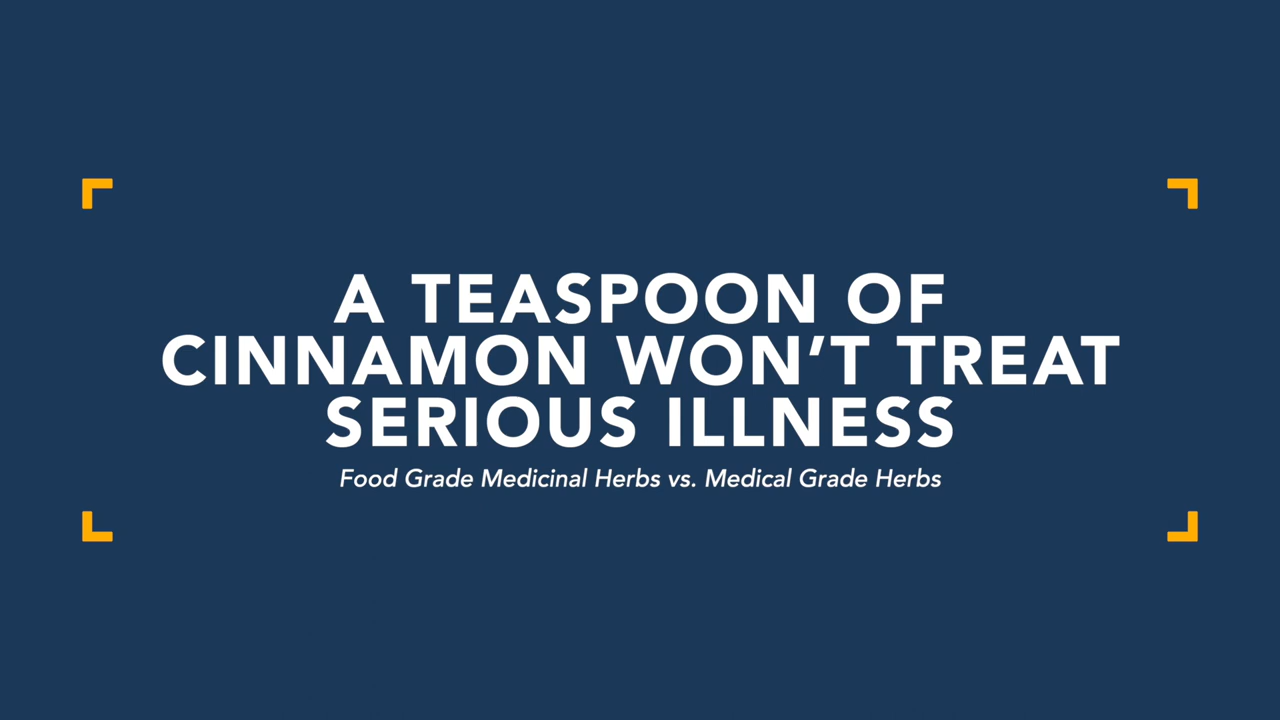 A TEASPOON OF
CINNAMON WON’T TREAT
SERIOUS ILLNESS
Food Grade Medicinal Herbs vs. Medical Grade Herbs